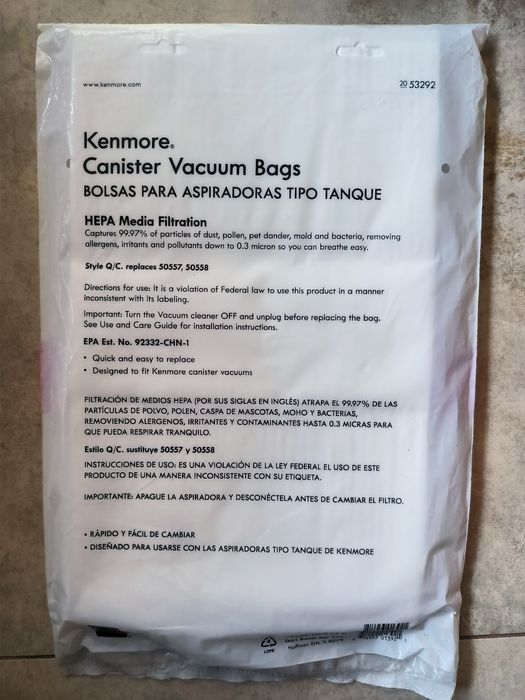 www.kenmore.com
20 53292
Kenmore®
Canister Vacuum Bags
BOLSAS PARA ASPIRADORAS TIPO TANQUE
HEPA Media Filtration
Captures 99.97% of particles of dust, pollen, pet dander, mold and bacteria, removing
allergens, irritants and pollutants down to 0.3 micron so you can breathe easy.
Style Q/C. replaces 50557, 50558
Directions for use: It is a violation of Federal law to use this product in a manner
inconsistent with its labeling.
Important: Turn the Vacuum cleaner OFF and unplug before replacing the bag.
See Use and Care Guide for installation instructions.
EPA Est. No. 92332-CHN-1
• Quick and easy to replace
• Designed to fit Kenmore canister vacuums
FILTRACIÓN DE MEDIOS HEPA (POR SUS SIGLAS EN INGLÉS) ATRAPA EL 99.97% DE LAS
PARTÍCULAS DE POLVO, POLEN, CASPA DE MASCOTAS, MOHO Y BACTERIAS,
REMOVIENDO ALERGENOS, IRRITANTES Y CONTAMINANTES HASTA 0.3 MICRAS PARA
QUE PUEDA RESPIRAR TRANQUILO.
Estilo Q/C. sustituye 50557 y 50558
INSTRUCCIONES DE USO: ES UNA VIOLACIÓN DE LA LEY FEDERAL EL USO DE ESTE
PRODUCTO DE UNA MANERA INCONSISTENTE CON SU ETIQUETA.
IMPORTANTE: APAGUE LA ASPIRADORA Y DESCONÉCTELA ANTES DE CAMBIAR EL FILTRO.
• RÁPIDO Y FÁCIL DE CAMBIAR
• DISEÑADO PARA USARSE CON LAS ASPIRADORAS TIPO TANQUE DE KENMORE
4
LDPE
Sears Brands Mgt. Corp.
Hoffman Ests, IL 60179